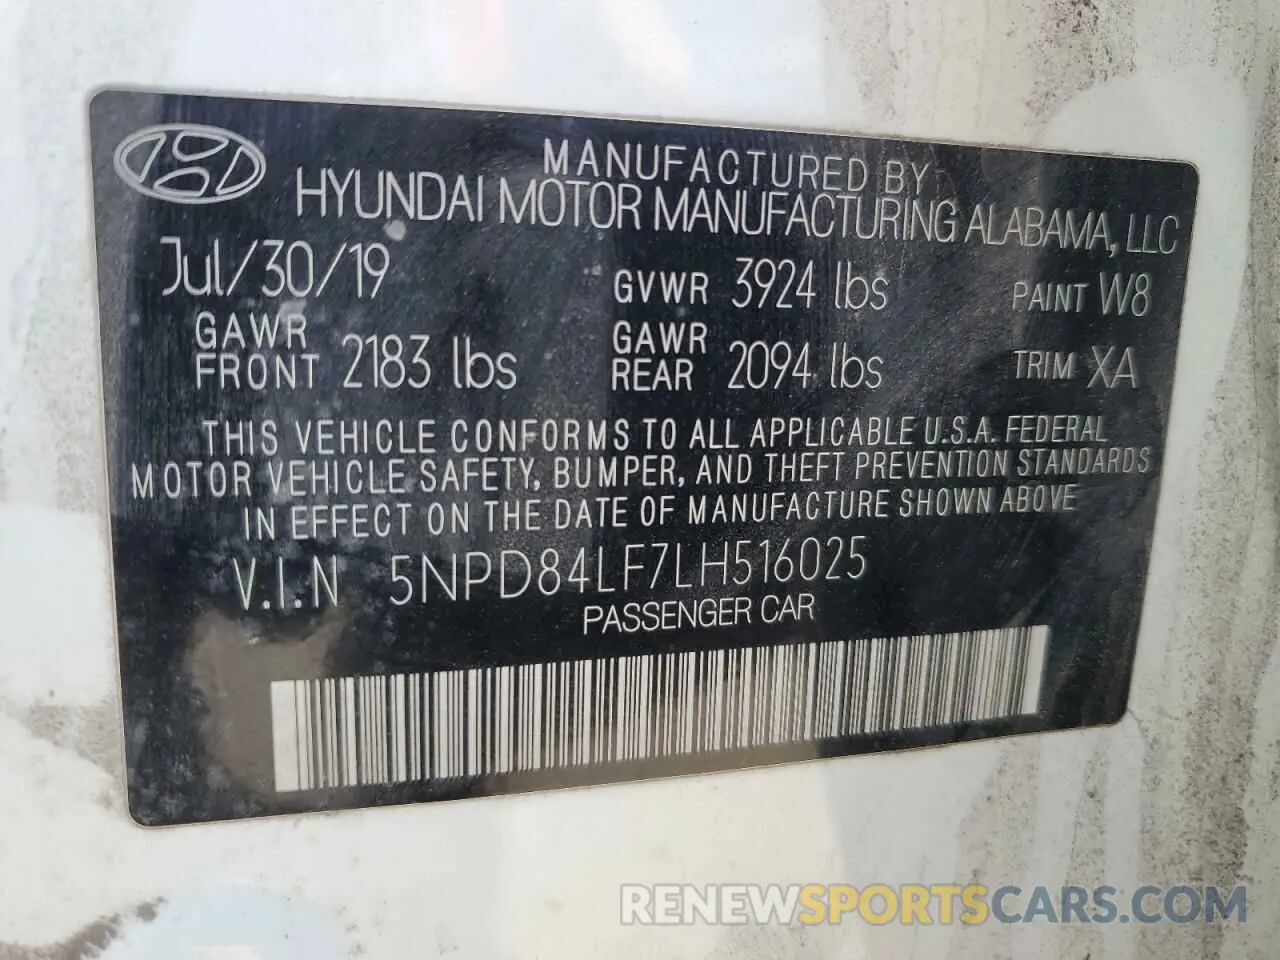 MANUFACTURED BY
HYUNDAI MOTOR MANUFACTURING ALABAMA, LLC
Jul/30/19 GVWR 3924 lbs PAINT W8
GAWR FRONT 2183 lbs GAWR REAR 2094 lbs TRIM XA
THIS VEHICLE CONFORMS TO ALL APPLICABLE U.S.A. FEDERAL
MOTOR VEHICLE SAFETY, BUMPER, AND THEFT PREVENTION STANDARDS
IN EFFECT ON THE DATE OF MANUFACTURE SHOWN ABOVE
V.I.N 5NPD84LF7LH516025
PASSENGER CAR
RENEWSPORTSCARS.COM